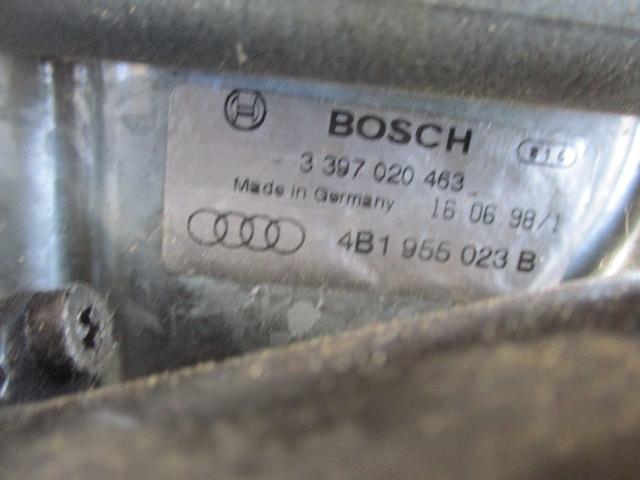 BOSCH
3 397 020 463
Made in Germany 16.06.98/1
4B1 955 023 B